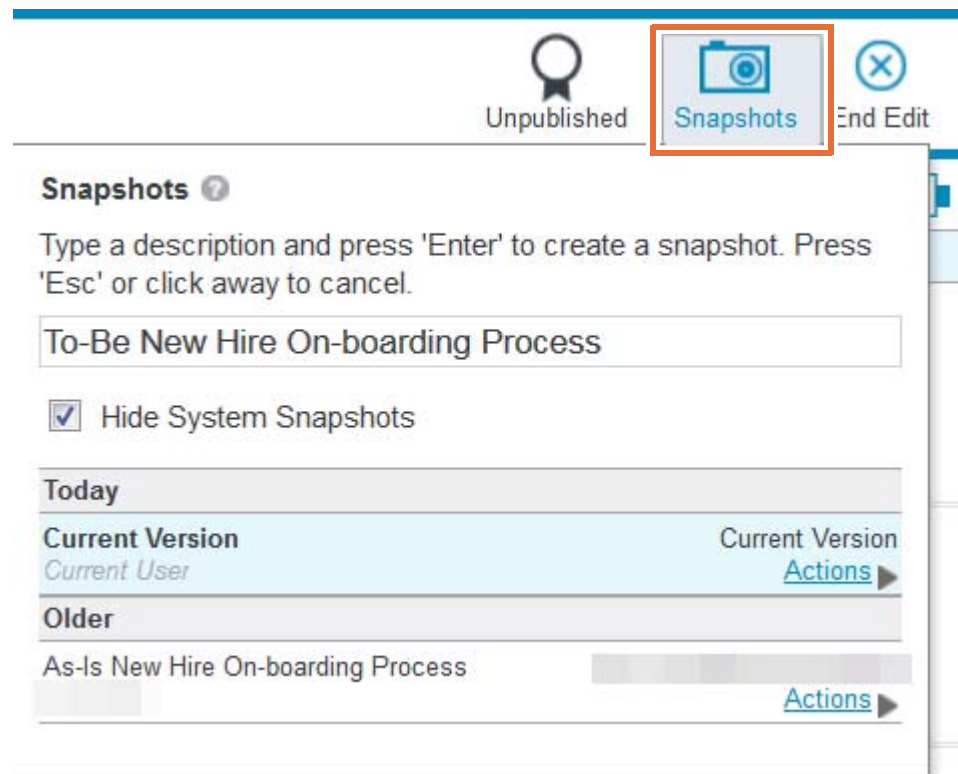 Unpublished Snapshots End Edit
Snapshots
Type a description and press 'Enter' to create a snapshot. Press
'Esc' or click away to cancel.
To-Be New Hire On-boarding Process
Hide System Snapshots
Today
Current Version Current Version
Current User Actions
Older
As-Is New Hire On-boarding Process
Actions